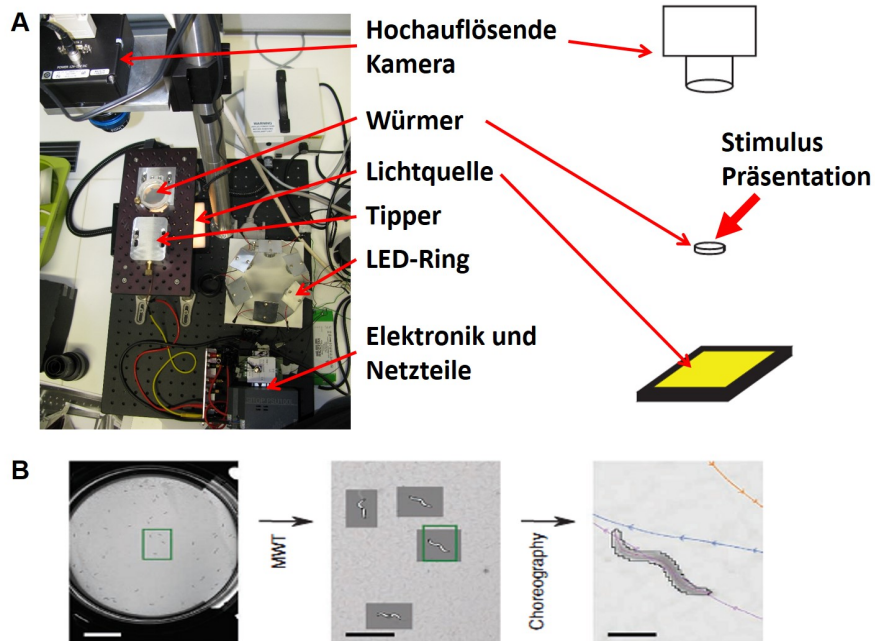 A
Hochauflösende
Kamera
Würmer
Lichtquelle
Tipper
LED-Ring
Elektronik und
Netzteile
Stimulus
Präsentation
B
MWT
Choreography